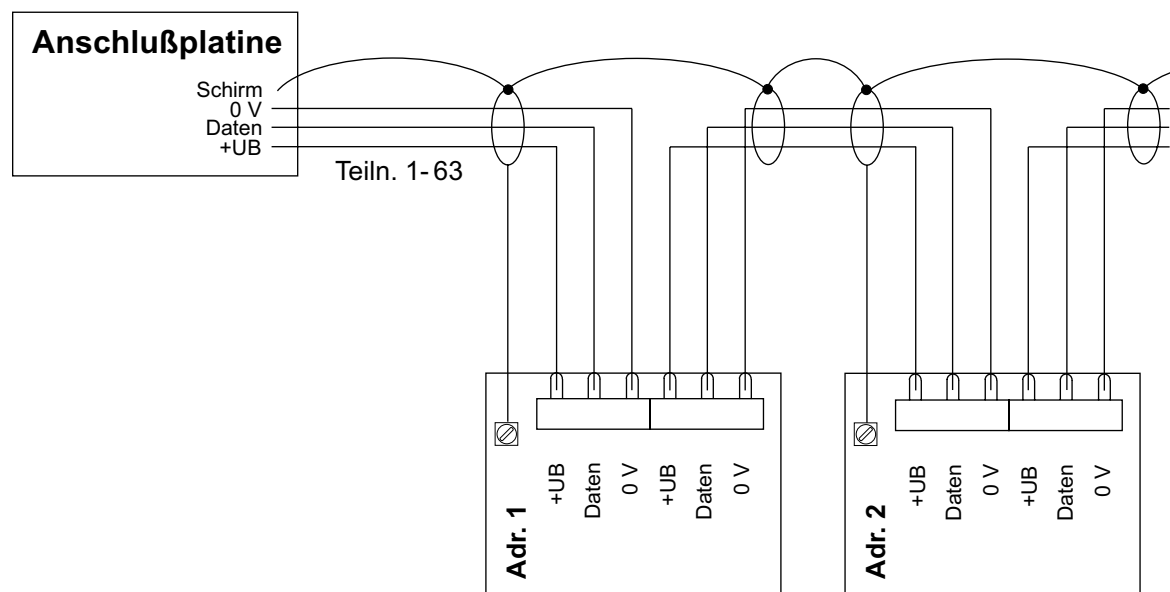 Anschlußplatine
Schirm
0 V
Daten
+UB
Teiln. 1-63
Adr. 1
+UB
Daten
0 V
+UB
Daten
0 V
Adr. 2
+UB
Daten
0 V
+UB
Daten
0 V